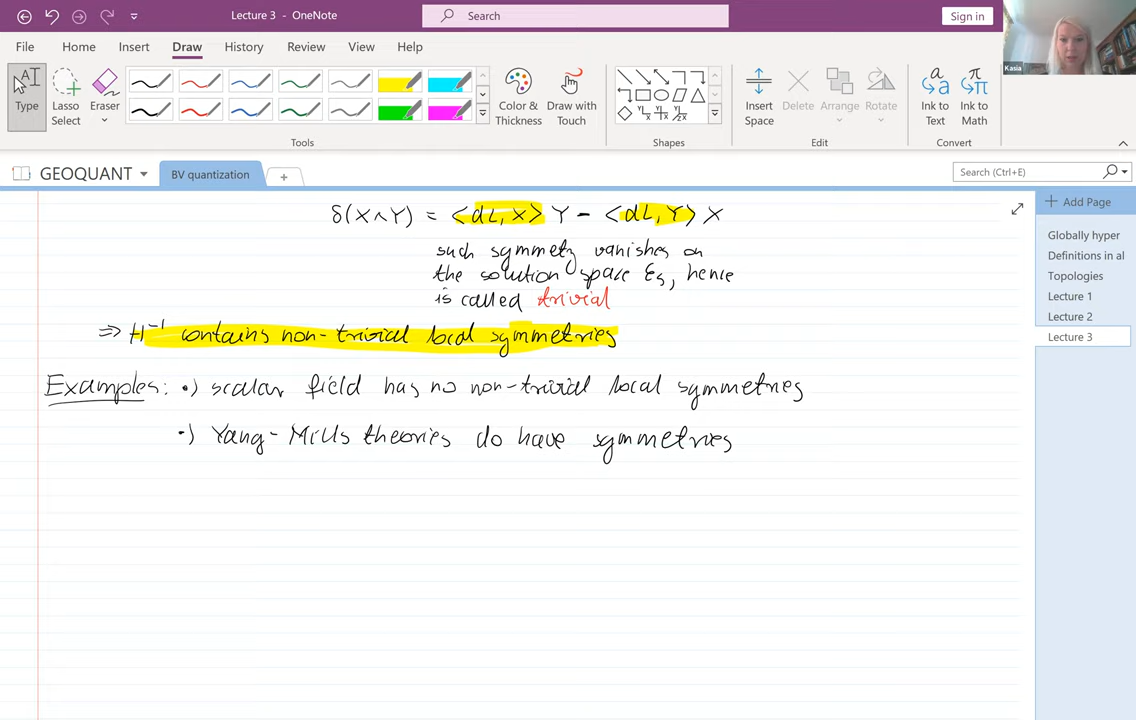 Lecture 3 - OneNote
Search
Sign in
Kasia
File Home Insert Draw History Review View Help
Type
Lasso Select
Eraser
Color & Thickness
Draw with Touch
Insert Space
Delete
Arrange
Rotate
Ink to Text
Ink to Math
Tools
Shapes
Edit
Convert
GEOQUANT
BV quantization
Search (Ctrl+E)
Add Page
Globally hyper
Definitions in al
Topologies
Lecture 1
Lecture 2
Lecture 3
δ(X∧Y) = <dL, X> Y - <dL, Y> X
such symmetry vanishes on
the solution space Es, hence
is called trivial
=> H⁻¹ contains non-trivial local symmetries
Examples: •) scalar field has no non-trivial local symmetries
•) Yang-Mills theories do have symmetries